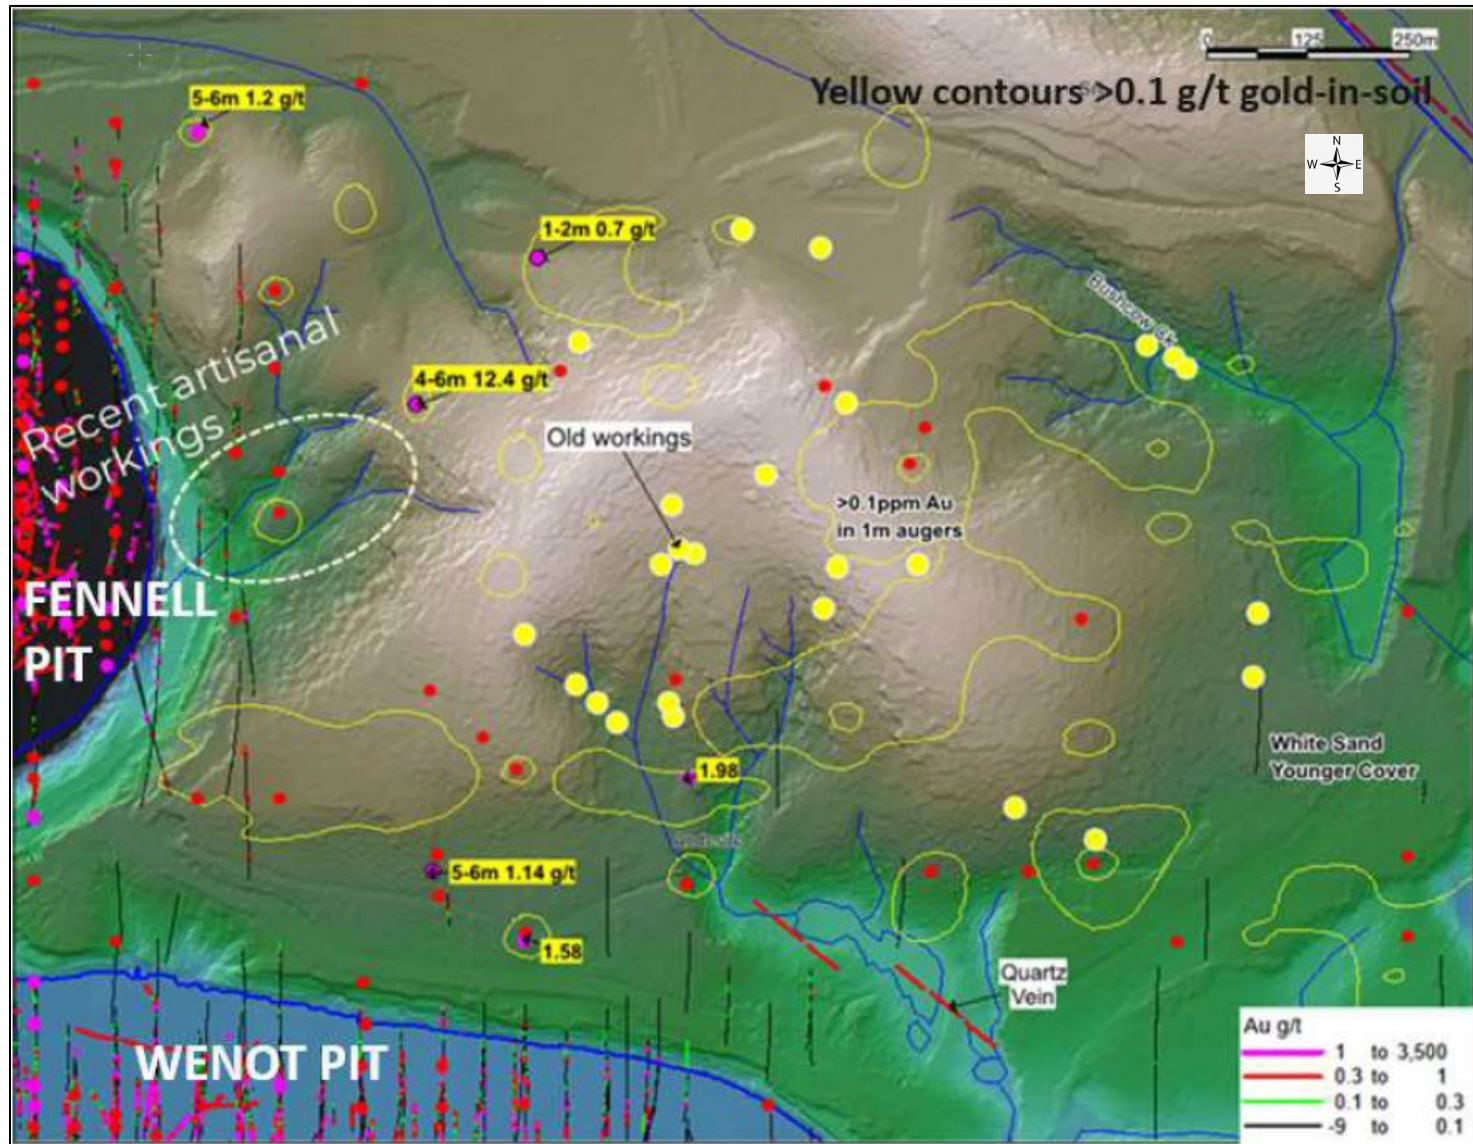 0 125 250m
Yellow contours >0.1 g/t gold-in-soil
N
W E
S
5-6m 1.2 g/t
1-2m 0.7 g/t
Bushcow Ck
Recent artisanal
workings
4-6m 12.4 g/t
Old workings
>0.1ppm Au
in 1m augers
FENNELL
PIT
White Sand
Younger Cover
1.98
5-6m 1.14 g/t
1.58
Quartz
Vein
WENOT PIT
Au g/t
1 to 3,500
0.3 to 1
0.1 to 0.3
-9 to 0.1